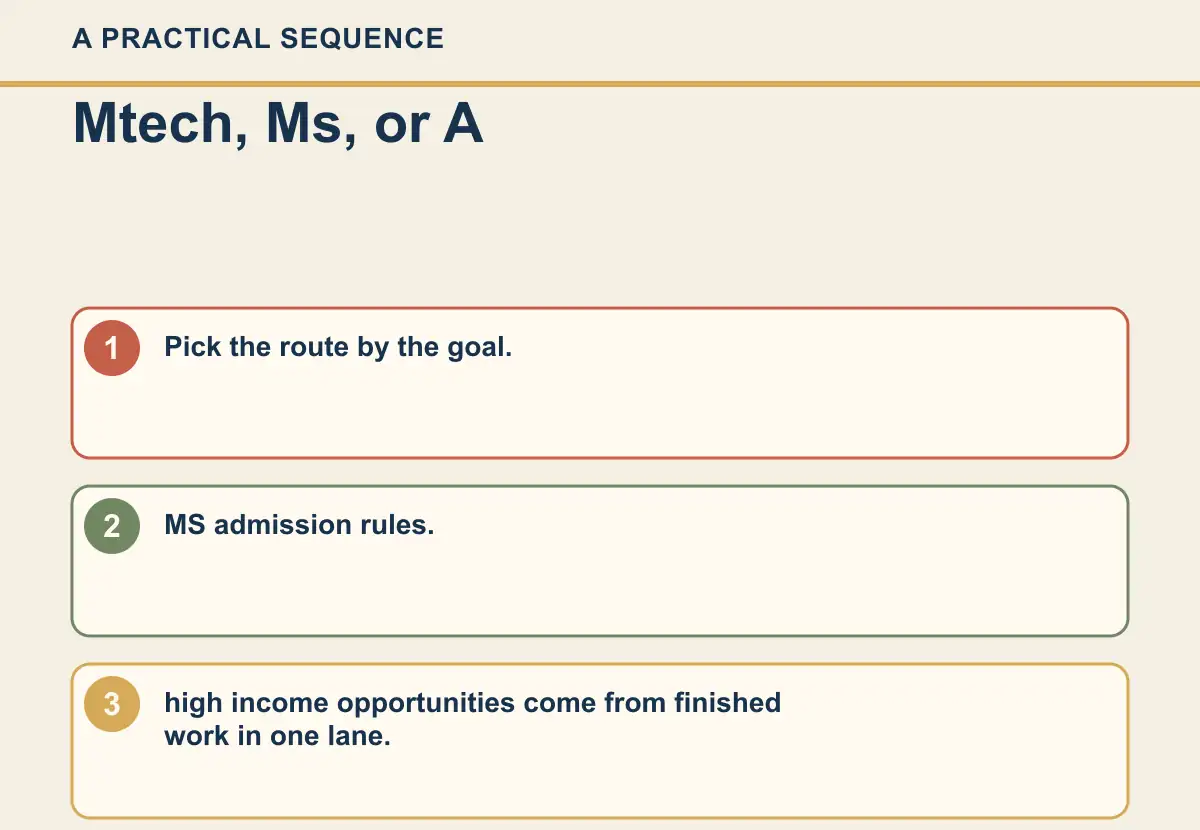 A PRACTICAL SEQUENCE
Mtech, Ms, or A
1
Pick the route by the goal.
2
MS admission rules.
3
high income opportunities come from finished
work in one lane.